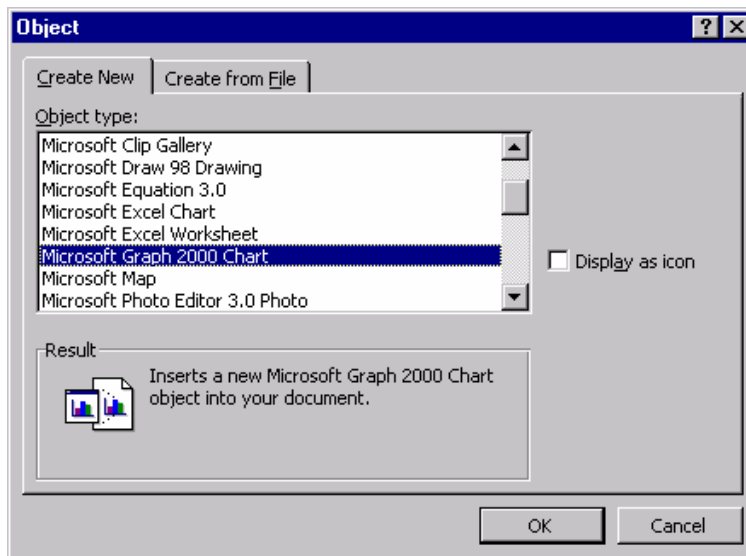 Object
Create New
Create from File
Object type:
Microsoft Clip Gallery
Microsoft Draw 98 Drawing
Microsoft Equation 3.0
Microsoft Excel Chart
Microsoft Excel Worksheet
Microsoft Graph 2000 Chart
Microsoft Map
Microsoft Photo Editor 3.0 Photo
Display as icon
Result
Inserts a new Microsoft Graph 2000 Chart
object into your document.
OK
Cancel